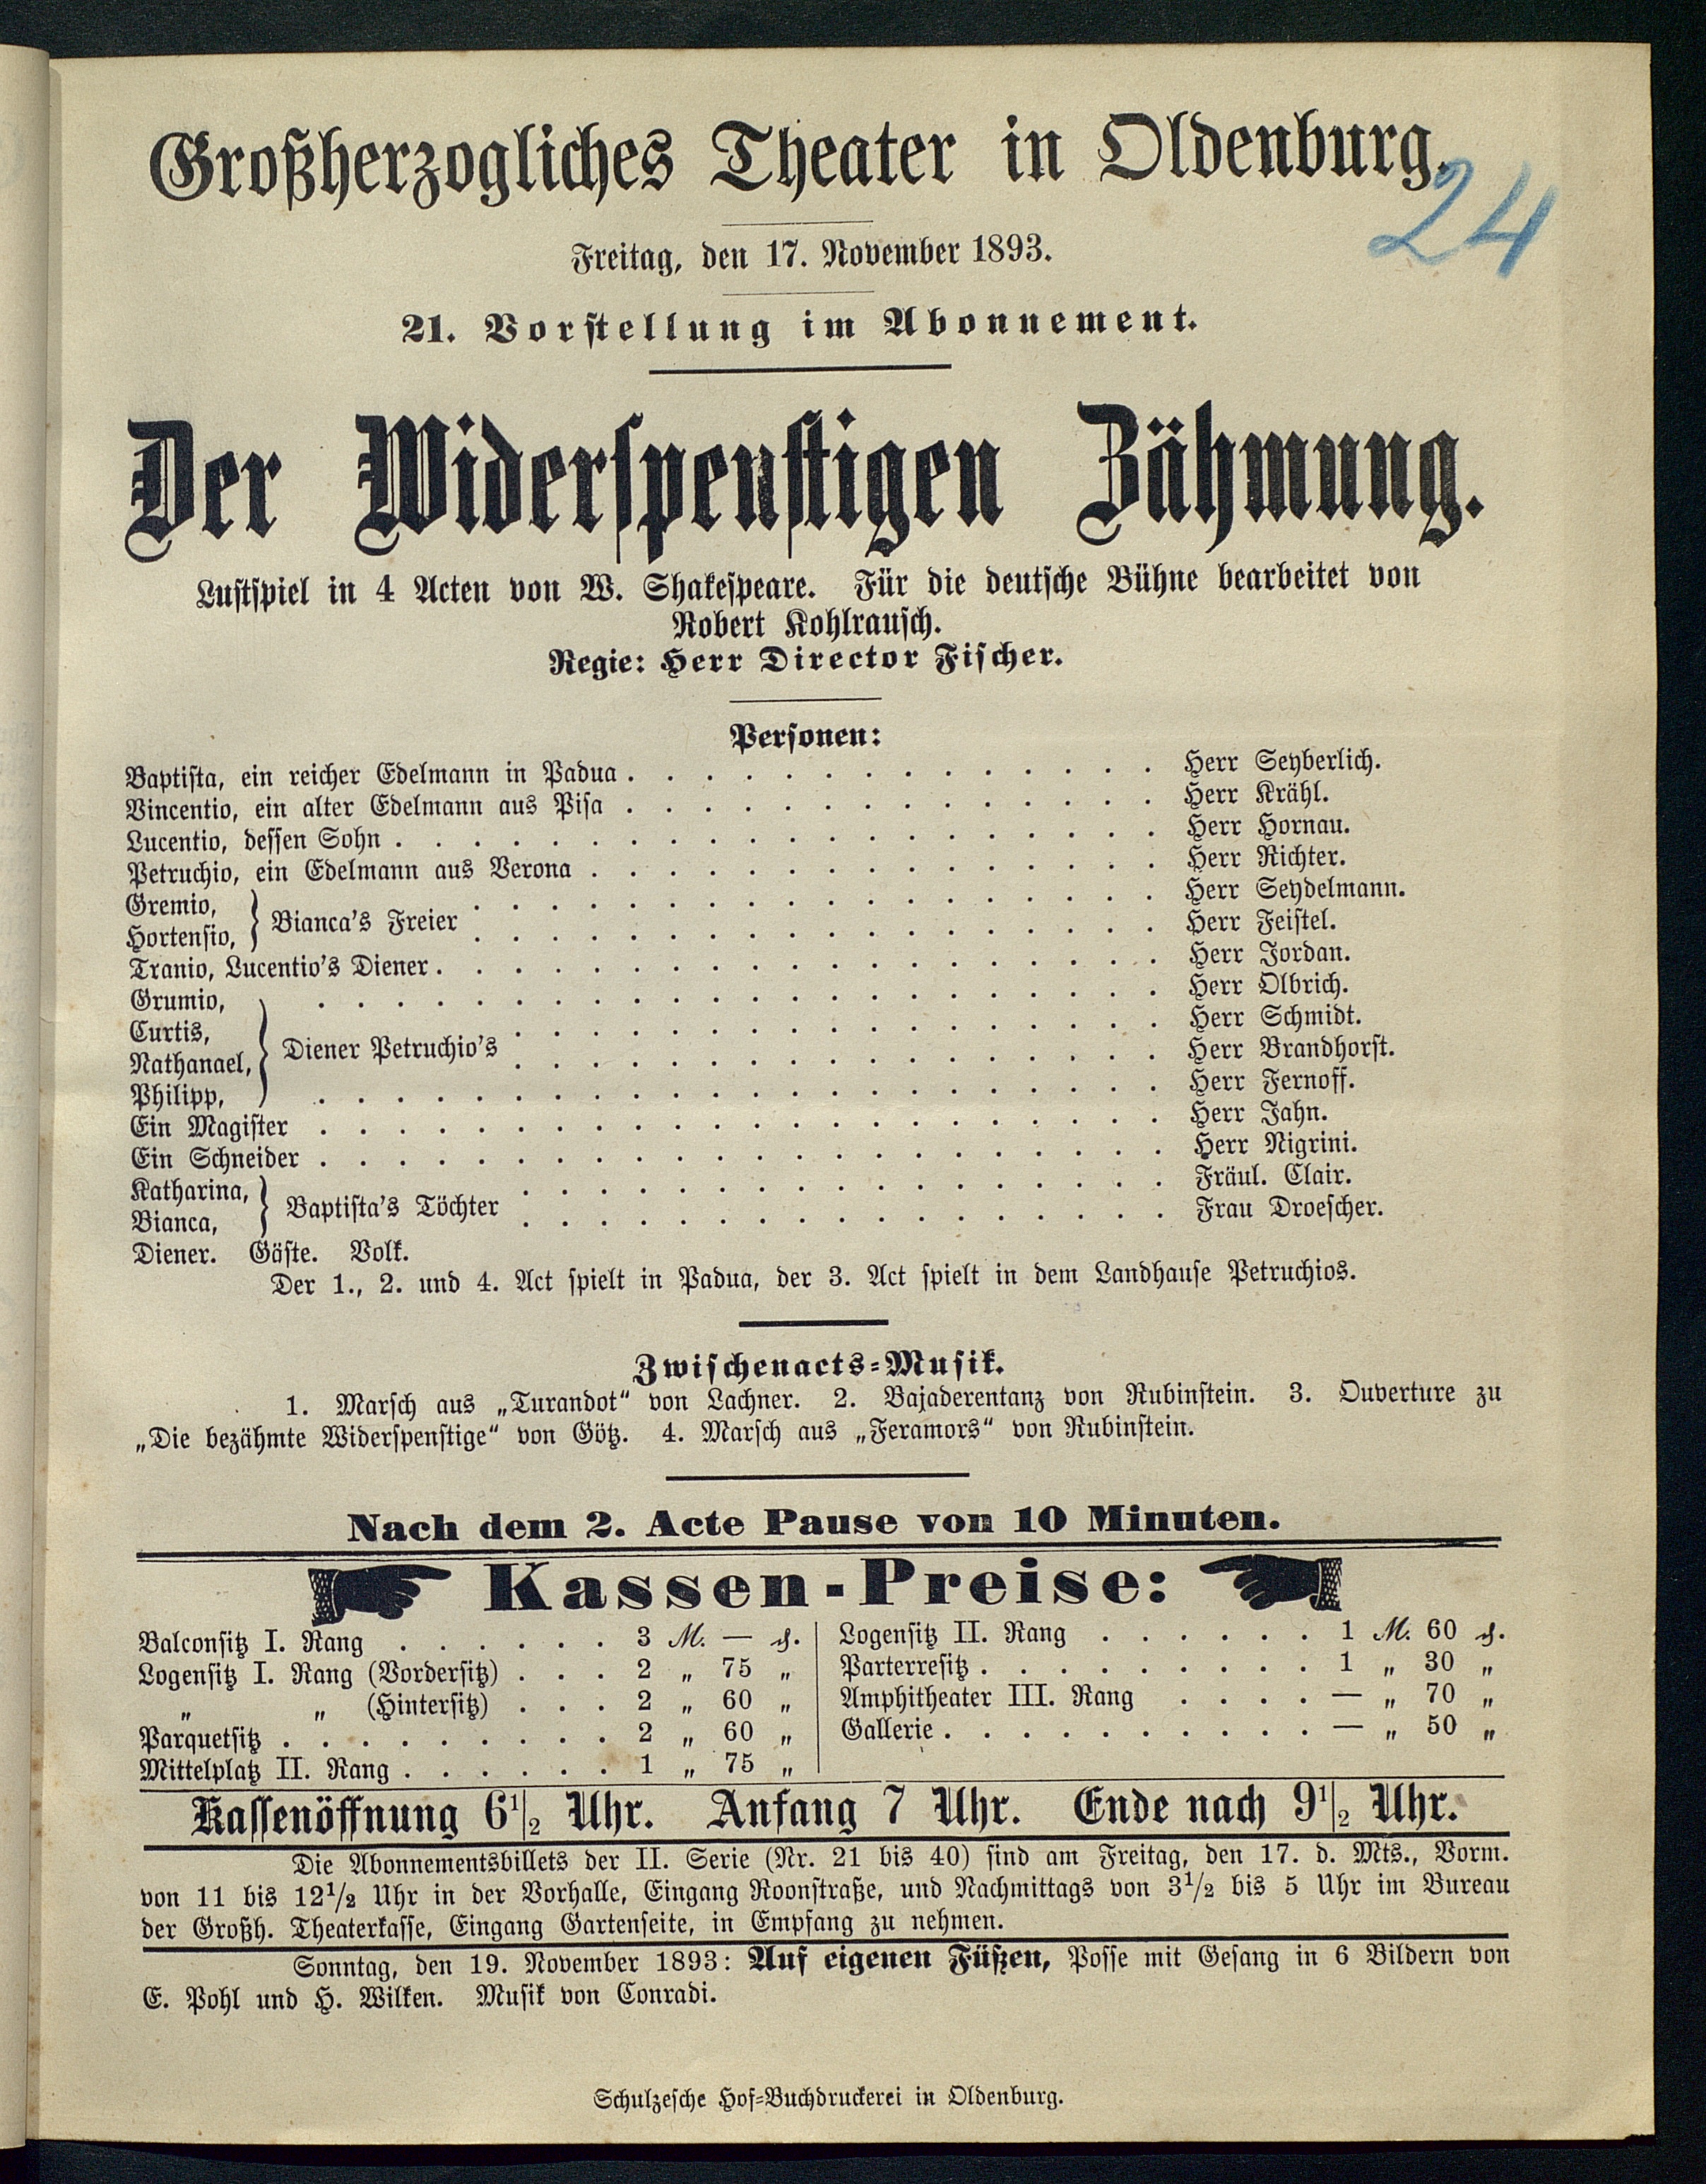 Großherzogliches Theater in Oldenburg.
24
Freitag, den 17. November 1893.
21. Vorstellung im Abonnement.
Der Widerspenstigen Zähmung.
Lustspiel in 4 Acten von W. Shakespeare. Für die deutsche Bühne bearbeitet von
Robert Kohlrausch.
Regie: Herr Director Fischer.
Personen:
Baptista, ein reicher Edelmann in Padua . . . . . . . . . . . . . . Herr Seyberlich.
Vincentio, ein alter Edelmann aus Pisa . . . . . . . . . . . . . . Herr Krähl.
Lucentio, dessen Sohn . . . . . . . . . . . . . . . . . . . . Herr Hornau.
Petruchio, ein Edelmann aus Verona . . . . . . . . . . . . . . . Herr Richter.
Gremio, } Bianca's Freier . . . . . . . . . . . . . . . . . . Herr Seydelmann.
Hortensio, } . . . . . . . . . . . . . . . . . . Herr Feistel.
Tranio, Lucentio's Diener . . . . . . . . . . . . . . . . . . . Herr Jordan.
Grumio, } . . . . . . . . . . . . . . . . . . . . . . Herr Olbrich.
Curtis, } Diener Petruchio's . . . . . . . . . . . . . . . . . Herr Schmidt.
Nathanael, } . . . . . . . . . . . . . . . . . Herr Brandhorst.
Philipp, } . . . . . . . . . . . . . . . . . . . . . . Herr Fernoff.
Ein Magister . . . . . . . . . . . . . . . . . . . . . . Herr Jahn.
Ein Schneider . . . . . . . . . . . . . . . . . . . . . . Herr Nigrini.
Katharina, } Baptista's Töchter . . . . . . . . . . . . . . . . . Fräul. Clair.
Bianca, } . . . . . . . . . . . . . . . . . Frau Droescher.
Diener. Gäste. Volk.
Der 1., 2. und 4. Act spielt in Padua, der 3. Act spielt in dem Landhause Petruchios.
Zwischenacts-Musik.
1. Marsch aus „Turandot“ von Lachner. 2. Bajaderentanz von Rubinstein. 3. Ouverture zu
„Die bezähmte Widerspenstige“ von Götz. 4. Marsch aus „Feramors“ von Rubinstein.
Nach dem 2. Acte Pause von 10 Minuten.
Kassen-Preise:
Balconsitz I. Rang . . . . . . 3 M. — ₰.
Logensitz I. Rang (Vordersitz) . . . 2 „ 75 „
„ „ (Hintersitz) . . . 2 „ 60 „
Parquetsitz . . . . . . . . . 2 „ 60 „
Mittelplatz II. Rang . . . . . . 1 „ 75 „
Logensitz II. Rang . . . . . . 1 M. 60 ₰.
Parterresitz . . . . . . . . . 1 „ 30 „
Amphitheater III. Rang . . . . — „ 70 „
Gallerie . . . . . . . . . . — „ 50 „
Kassenöffnung 6½ Uhr. Anfang 7 Uhr. Ende nach 9½ Uhr.
Die Abonnementsbillets der II. Serie (Nr. 21 bis 40) sind am Freitag, den 17. d. Mts., Vorm.
von 11 bis 12½ Uhr in der Vorhalle, Eingang Roonstraße, und Nachmittags von 3½ bis 5 Uhr im Bureau
der Großh. Theaterkasse, Eingang Gartenseite, in Empfang zu nehmen.
Sonntag, den 19. November 1893: Auf eigenen Füßen, Posse mit Gesang in 6 Bildern von
E. Pohl und H. Wilken. Musik von Conradi.
Schulzesche Hof-Buchdruckerei in Oldenburg.